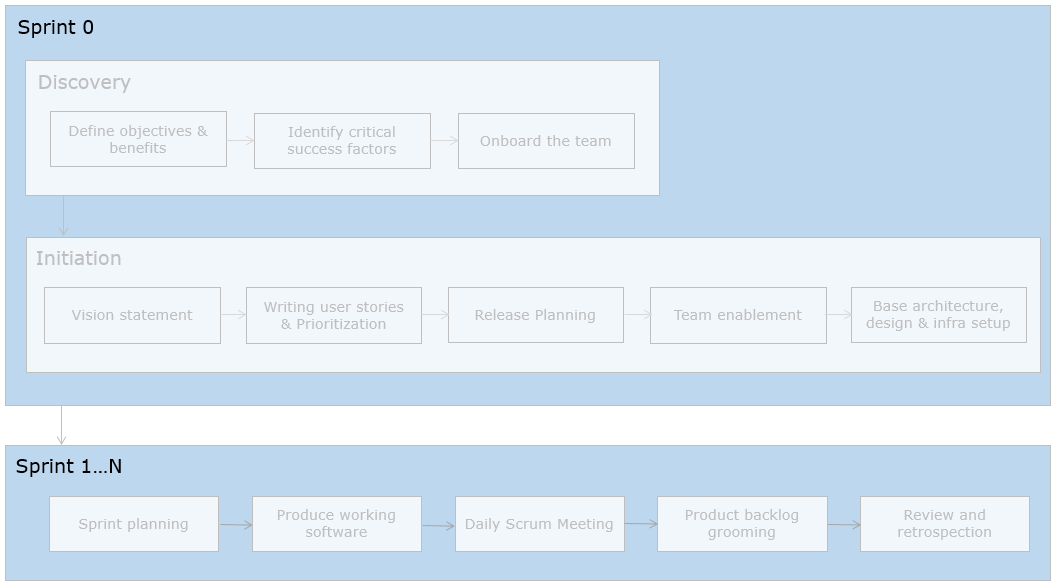 Sprint 0
Discovery
Define objectives &
benefits
Identify critical
success factors
Onboard the team
Initiation
Vision statement
Writing user stories
& Prioritization
Release Planning
Team enablement
Base architecture,
design & infra setup
Sprint 1...N
Sprint planning
Produce working
software
Daily Scrum Meeting
Product backlog
grooming
Review and
retrospection